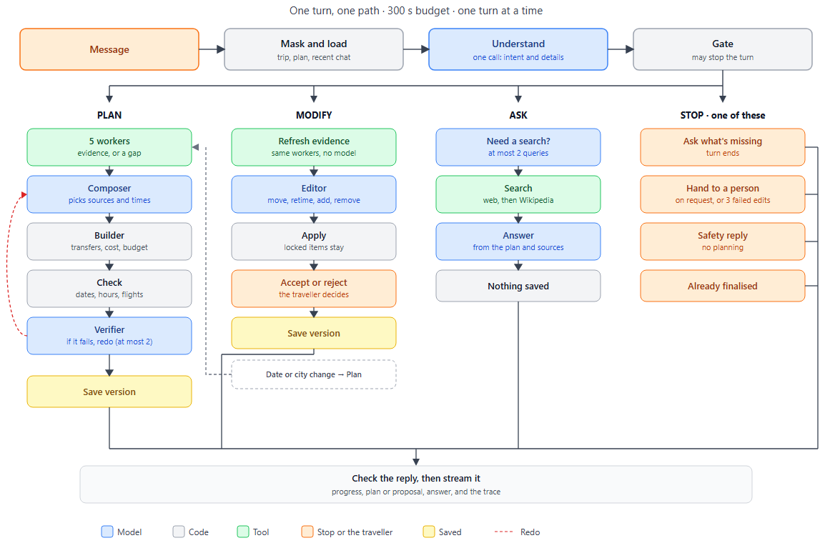 One turn, one path · 300 s budget · one turn at a time
Message
Mask and load
trip, plan, recent chat
Understand
one call: intent and details
Gate
may stop the turn
PLAN
MODIFY
ASK
STOP · one of these
5 workers
evidence, or a gap
Refresh evidence
same workers, no model
Need a search?
at most 2 queries
Ask what's missing
turn ends
Composer
picks sources and times
Editor
move, retime, add, remove
Search
web, then Wikipedia
Hand to a person
on request, or 3 failed edits
Builder
transfers, cost, budget
Apply
locked items stay
Answer
from the plan and sources
Safety reply
no planning
Check
dates, hours, flights
Accept or reject
the traveller decides
Nothing saved
Already finalised
Verifier
if it fails, redo (at most 2)
Save version
Date or city change → Plan
Save version
Check the reply, then stream it
progress, plan or proposal, answer, and the trace
Model
Code
Tool
Stop or the traveller
Saved
Redo